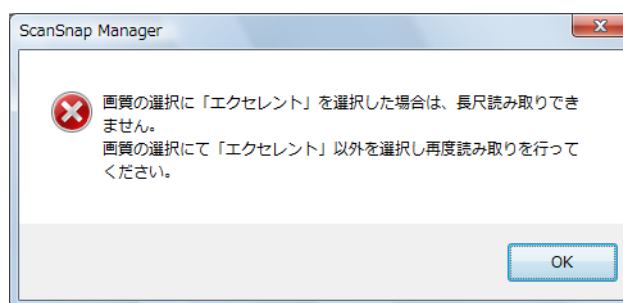 ScanSnap Manager
画質の選択に「エクセレント」を選択した場合は、長尺読み取りでき
ません。
画質の選択にて「エクセレント」以外を選択し再度読み取りを行って
ください。
OK